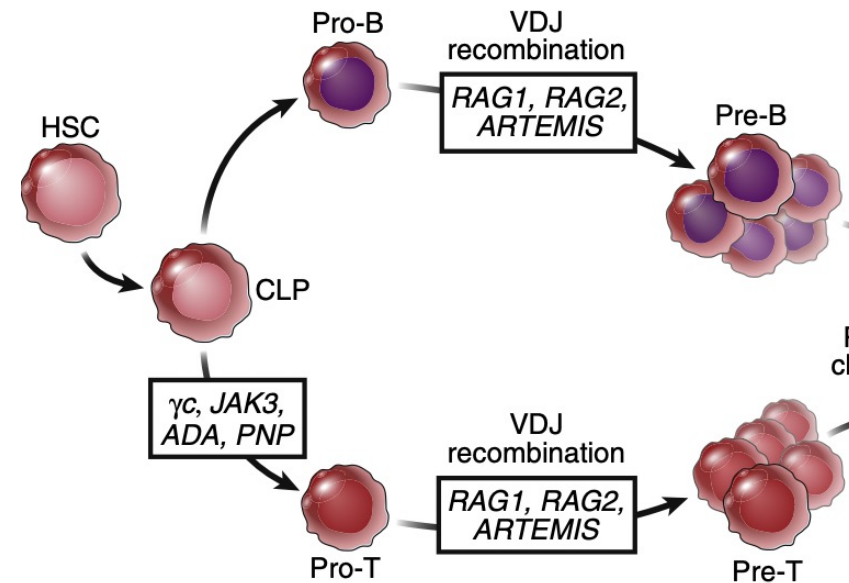 Pro-B
VDJ
recombination
RAG1, RAG2,
ARTEMIS
Pre-B
HSC
CLP
γc, JAK3,
ADA, PNP
VDJ
recombination
RAG1, RAG2,
ARTEMIS
Pro-T
Pre-T